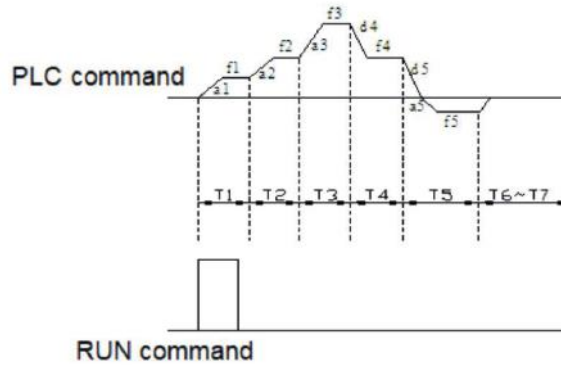 f3
d4
f2
f4
f1
a3
a2
d5
PLC command
a1
a5
f5
T1 T2 T3 T4 T5 T6~T7
RUN command